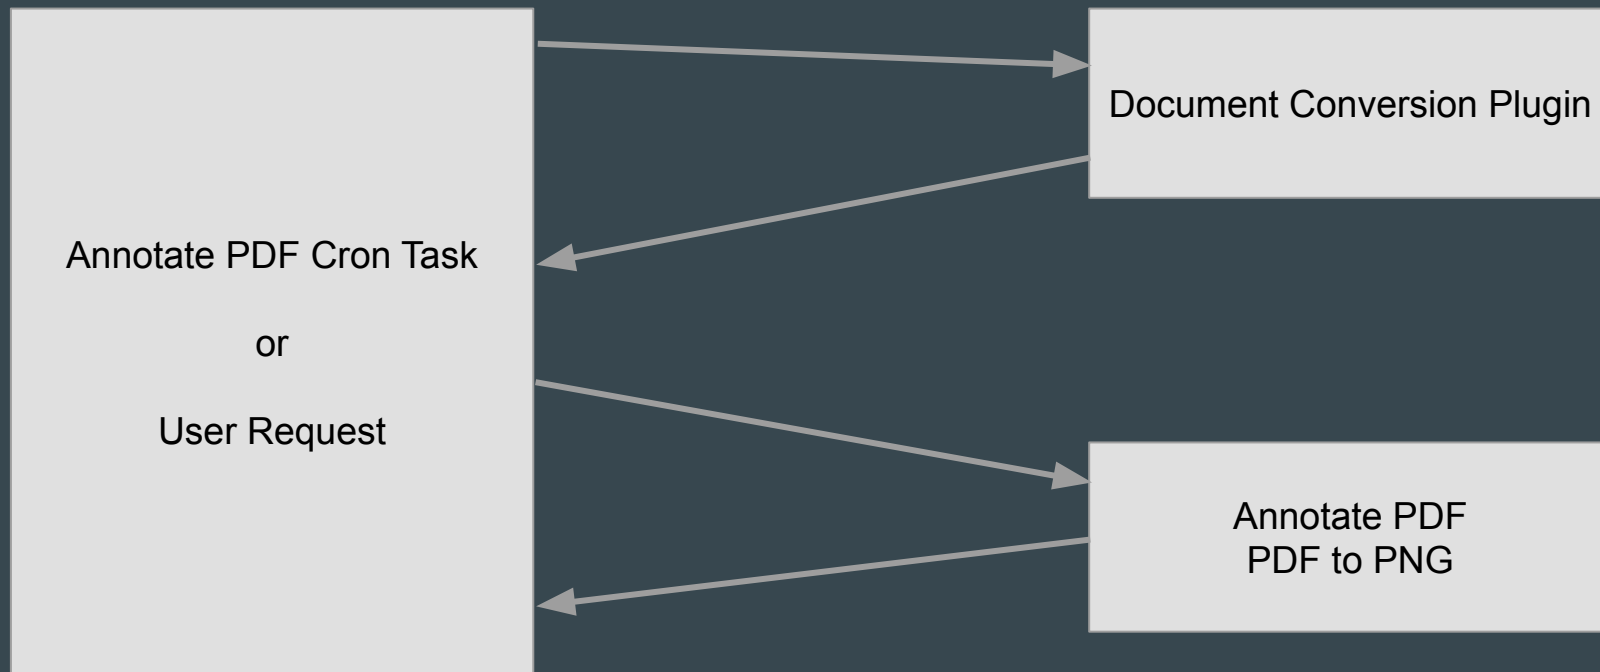 Annotate PDF Cron Task
or
User Request
Document Conversion Plugin
Annotate PDF
PDF to PNG